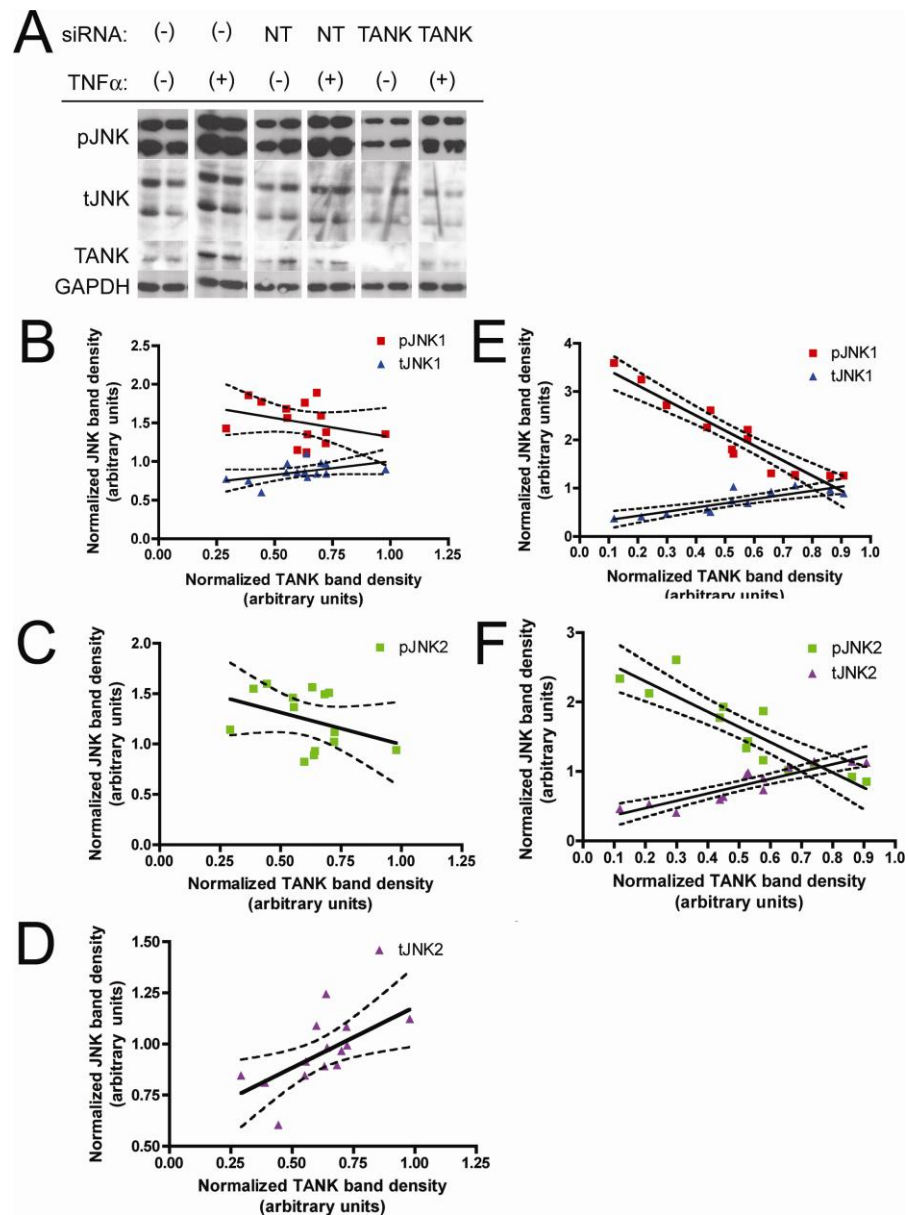 A
siRNA: (-) (-) NT NT TANK TANK
TNFα: (-) (+) (-) (+) (-) (+)
pJNK
tJNK
TANK
GAPDH
B
pJNK1
tJNK1
Normalized JNK band density
(arbitrary units)
2.5
2.0
1.5
1.0
0.5
0.0
0.00 0.25 0.50 0.75 1.00 1.25
Normalized TANK band density
(arbitrary units)
E
pJNK1
tJNK1
Normalized JNK band density
(arbitrary units)
4
3
2
1
0
0.0 0.1 0.2 0.3 0.4 0.5 0.6 0.7 0.8 0.9 1.0
Normalized TANK band density
(arbitrary units)
C
pJNK2
Normalized JNK band density
(arbitrary units)
2.0
1.5
1.0
0.5
0.0
0.00 0.25 0.50 0.75 1.00 1.25
Normalized TANK band density
(arbitrary units)
F
pJNK2
tJNK2
Normalized JNK band density
(arbitrary units)
3
2
1
0
0.0 0.1 0.2 0.3 0.4 0.5 0.6 0.7 0.8 0.9 1.0
Normalized TANK band density
(arbitrary units)
D
tJNK2
Normalized JNK band density
(arbitrary units)
1.50
1.25
1.00
0.75
0.50
0.00 0.25 0.50 0.75 1.00 1.25
Normalized TANK band density
(arbitrary units)